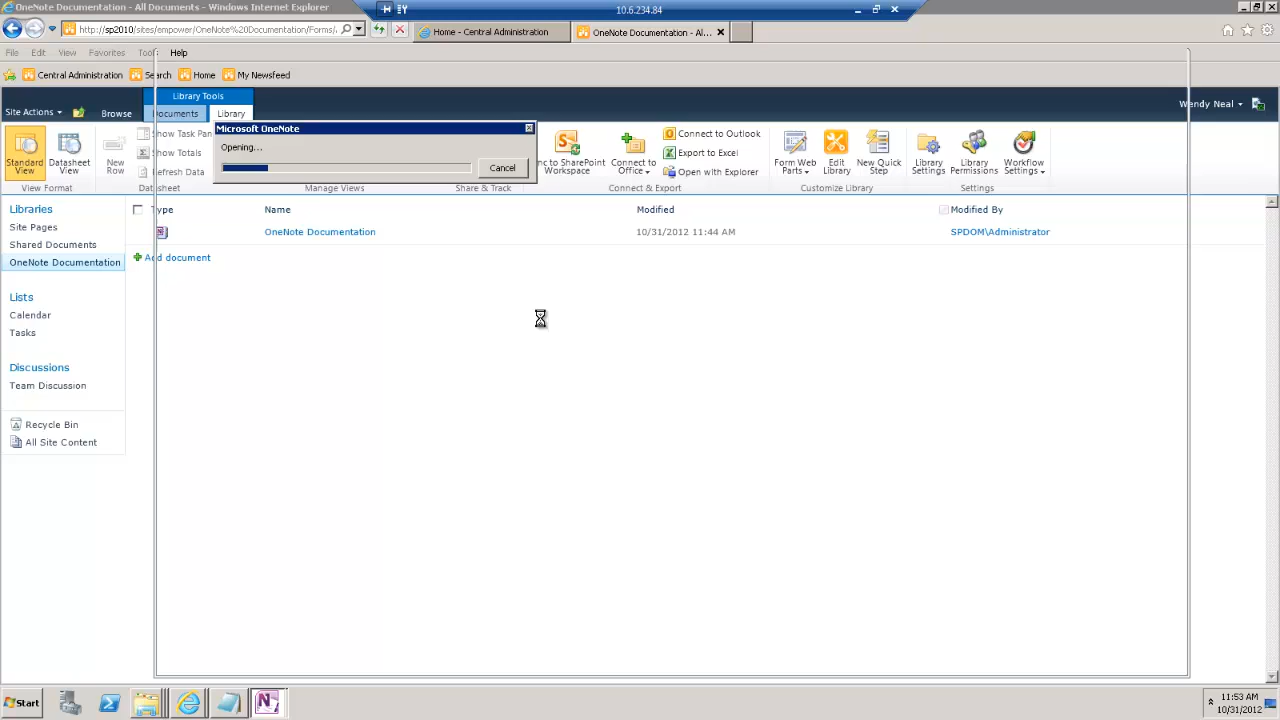 OneNote Documentation - All Documents - Windows Internet Explorer
10.6.234.84
http://sp2010/sites/empower/OneNote%20Documentation/Forms/
Home - Central Administration
OneNote Documentation - Al...
File Edit View Favorites Tools Help
Central Administration Search Home My Newsfeed
Library Tools
Site Actions Browse Documents Library
Wendy Neal
Microsoft OneNote
Opening...
Cancel
Standard View
Datasheet View
New Row
Show Task Pan
Show Totals
Refresh Data
nc to SharePoint Workspace
Connect to Office
Connect to Outlook
Export to Excel
Open with Explorer
Form Web Parts
Edit Library
New Quick Step
Library Settings
Library Permissions
Workflow Settings
View Format Datasheet Manage Views Share & Track Connect & Export Customize Library Settings
Libraries
Site Pages
Shared Documents
OneNote Documentation
Lists
Calendar
Tasks
Discussions
Team Discussion
Recycle Bin
All Site Content
Type Name Modified Modified By
OneNote Documentation 10/31/2012 11:44 AM SPDOM\Administrator
Add document
Start
11:53 AM
10/31/2012